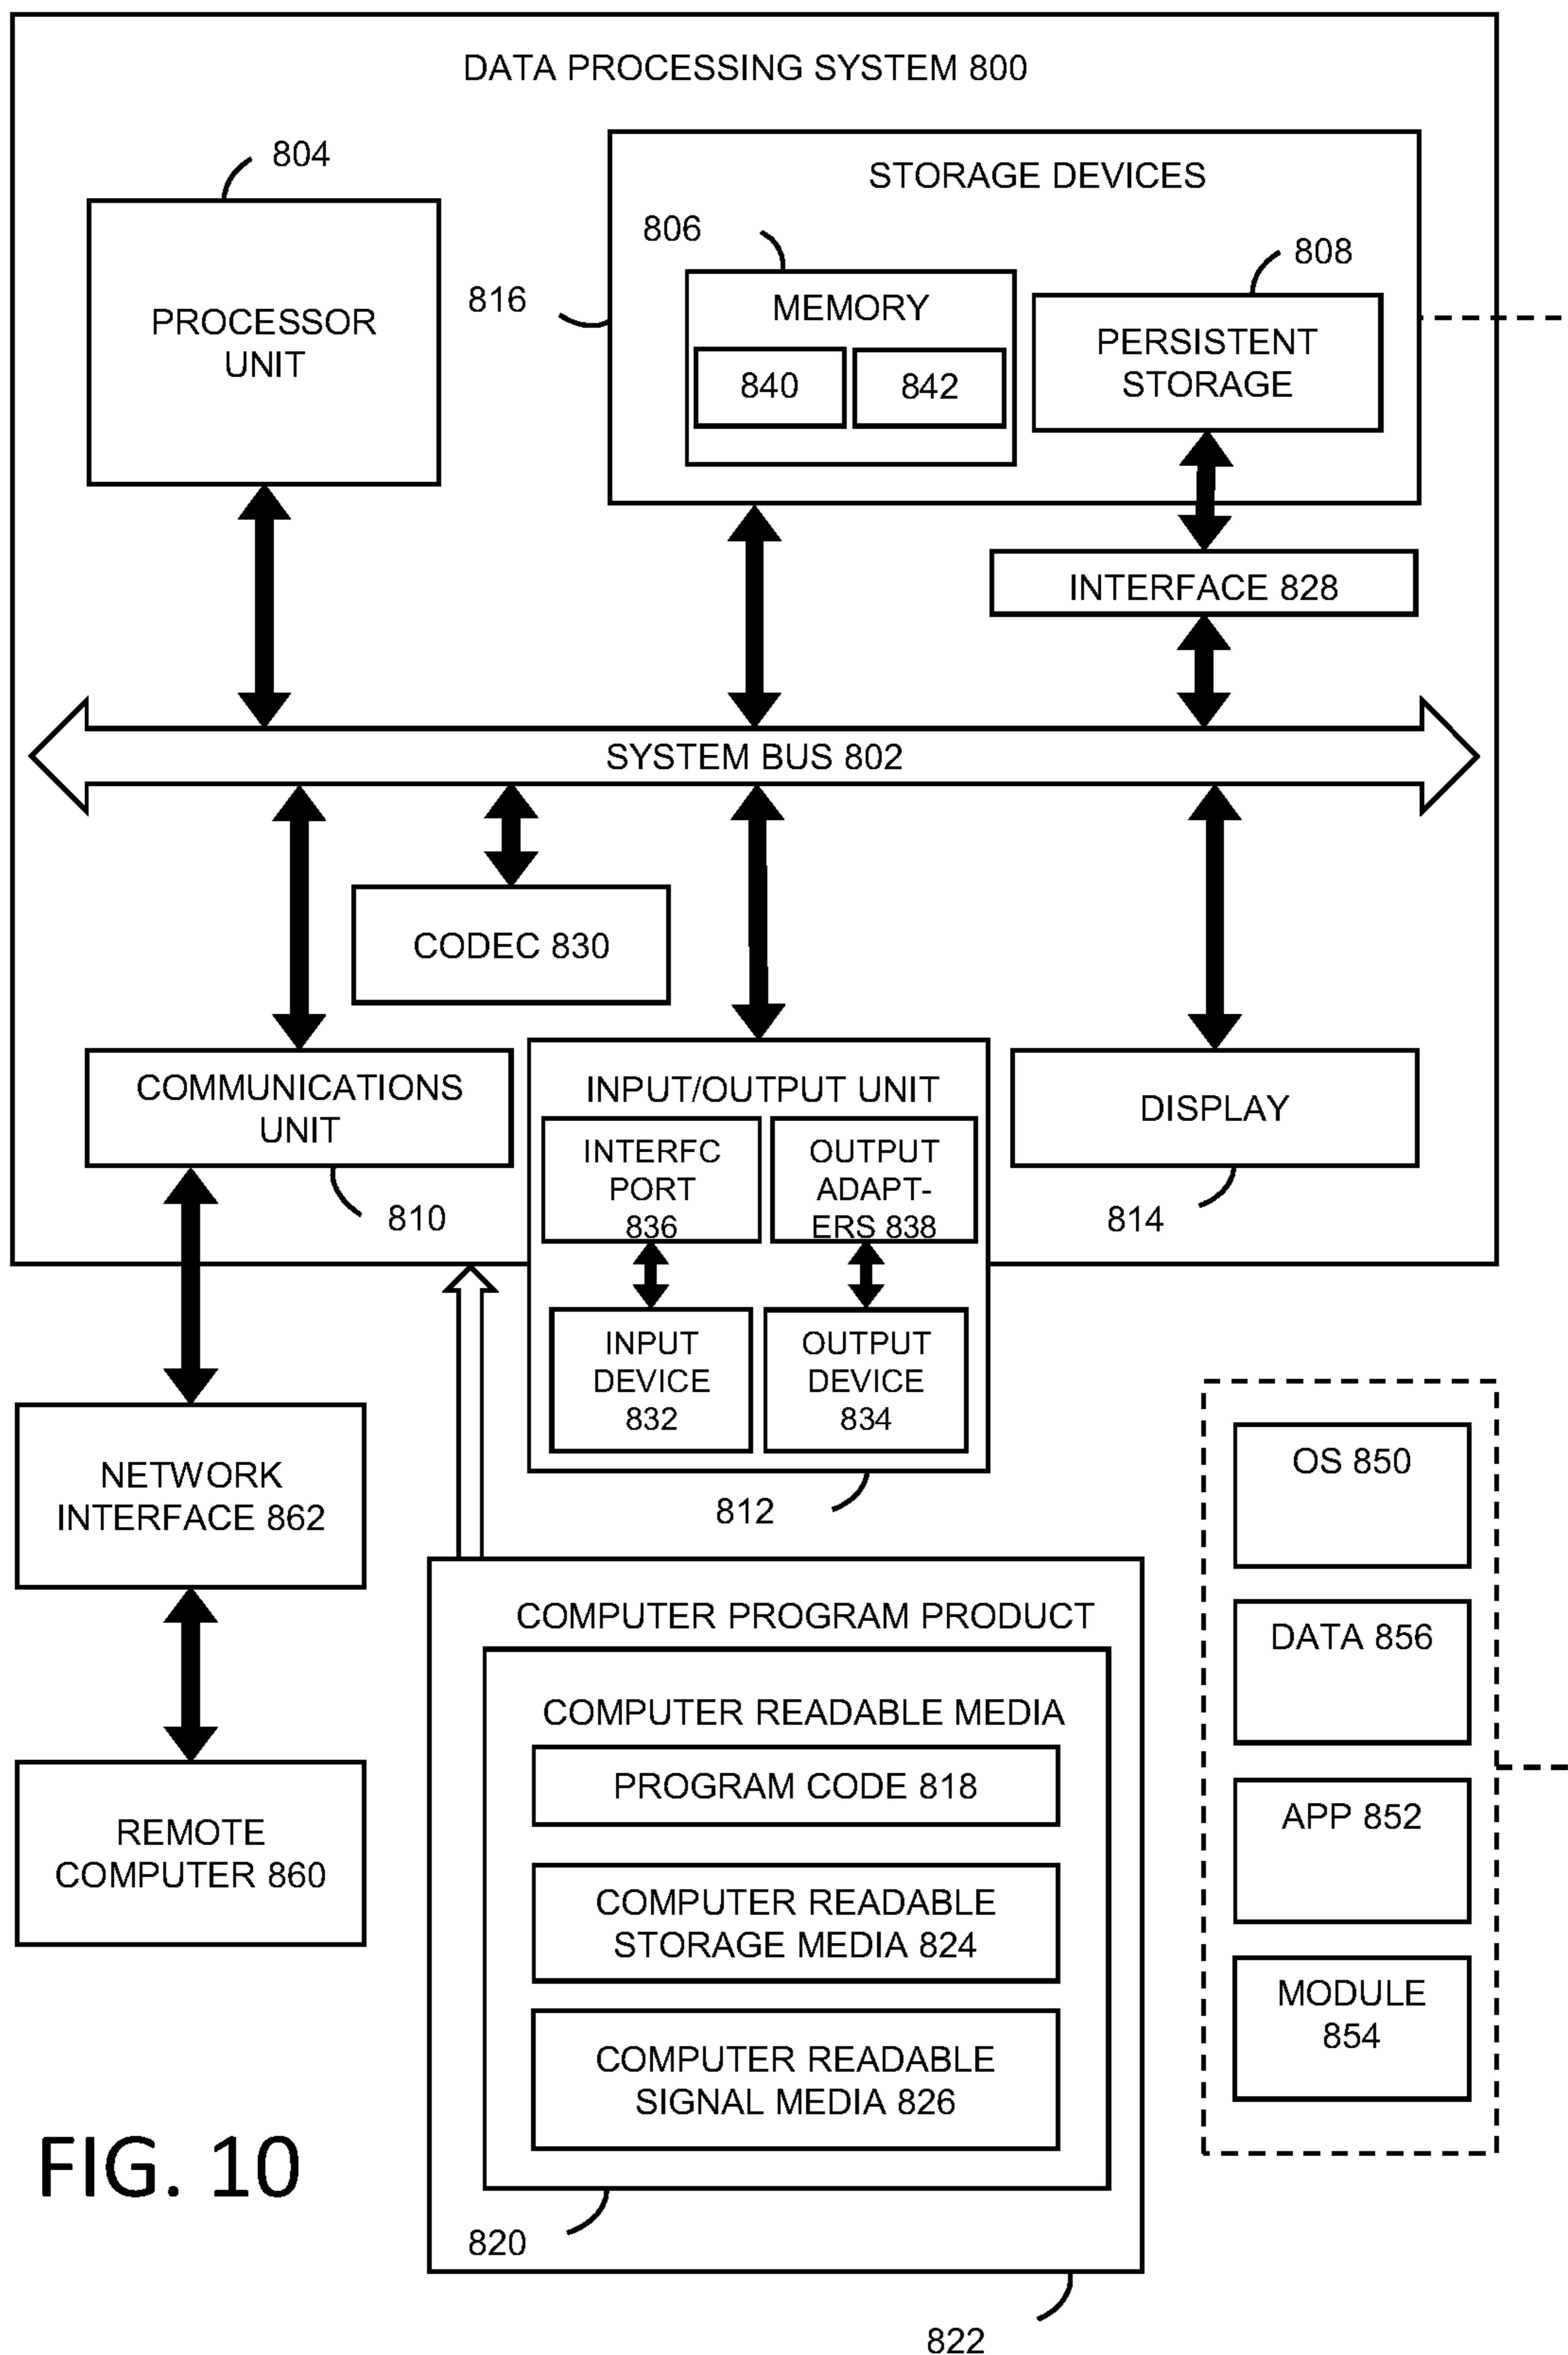 DATA PROCESSING SYSTEM 800
804
PROCESSOR
UNIT
STORAGE DEVICES
806
808
816
MEMORY
840
842
PERSISTENT
STORAGE
INTERFACE 828
SYSTEM BUS 802
CODEC 830
COMMUNICATIONS
UNIT
810
INPUT/OUTPUT UNIT
INTERFC
PORT
836
OUTPUT
ADAPT-
ERS 838
DISPLAY
814
INPUT
DEVICE
832
OUTPUT
DEVICE
834
812
NETWORK
INTERFACE 862
REMOTE
COMPUTER 860
COMPUTER PROGRAM PRODUCT
COMPUTER READABLE MEDIA
PROGRAM CODE 818
COMPUTER READABLE
STORAGE MEDIA 824
COMPUTER READABLE
SIGNAL MEDIA 826
820
822
OS 850
DATA 856
APP 852
MODULE
854
FIG. 10